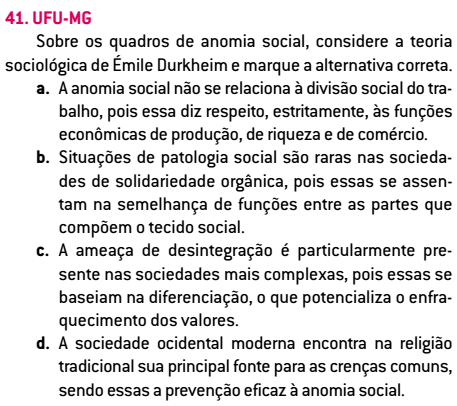 41. UFU-MG
Sobre os quadros de anomia social, considere a teoria
sociológica de Émile Durkheim e marque a alternativa correta.
a. A anomia social não se relaciona à divisão social do tra-
balho, pois essa diz respeito, estritamente, às funções
econômicas de produção, de riqueza e de comércio.
b. Situações de patologia social são raras nas socieda-
des de solidariedade orgânica, pois essas se assen-
tam na semelhança de funções entre as partes que
compõem o tecido social.
c. A ameaça de desintegração é particularmente pre-
sente nas sociedades mais complexas, pois essas se
baseiam na diferenciação, o que potencializa o enfra-
quecimento dos valores.
d. A sociedade ocidental moderna encontra na religião
tradicional sua principal fonte para as crenças comuns,
sendo essas a prevenção eficaz à anomia social.